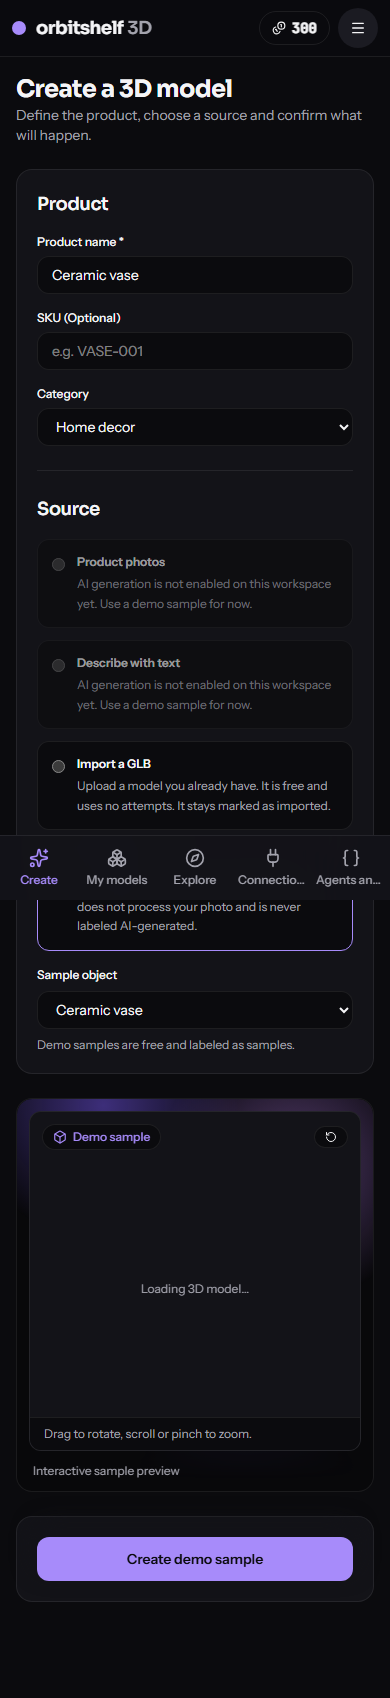 orbitshelf 3D
300
Create a 3D model
Define the product, choose a source and confirm what
will happen.
Product
Product name *
Ceramic vase
SKU (Optional)
e.g. VASE-001
Category
Home decor
Source
Product photos
AI generation is not enabled on this workspace
yet. Use a demo sample for now.
Describe with text
AI generation is not enabled on this workspace
yet. Use a demo sample for now.
Import a GLB
Upload a model you already have. It is free and
uses no attempts. It stays marked as imported.
Create
My models
Explore
Connectio...
Agents an...
does not process your photo and is never
labeled AI-generated.
Sample object
Ceramic vase
Demo samples are free and labeled as samples.
Demo sample
Loading 3D model...
Drag to rotate, scroll or pinch to zoom.
Interactive sample preview
Create demo sample